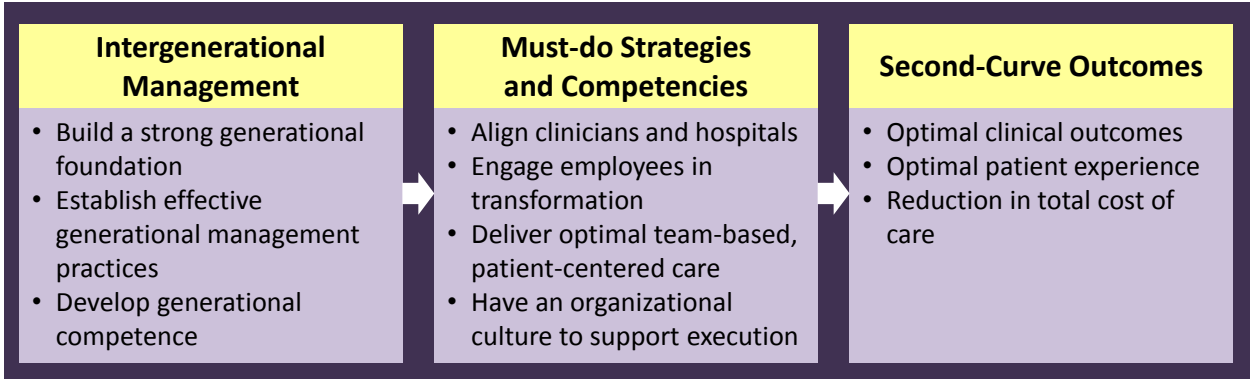 Intergenerational
Management
• Build a strong generational
foundation
• Establish effective
generational management
practices
• Develop generational
competence
Must-do Strategies
and Competencies
• Align clinicians and hospitals
• Engage employees in
transformation
• Deliver optimal team-based,
patient-centered care
• Have an organizational
culture to support execution
Second-Curve Outcomes
• Optimal clinical outcomes
• Optimal patient experience
• Reduction in total cost of
care